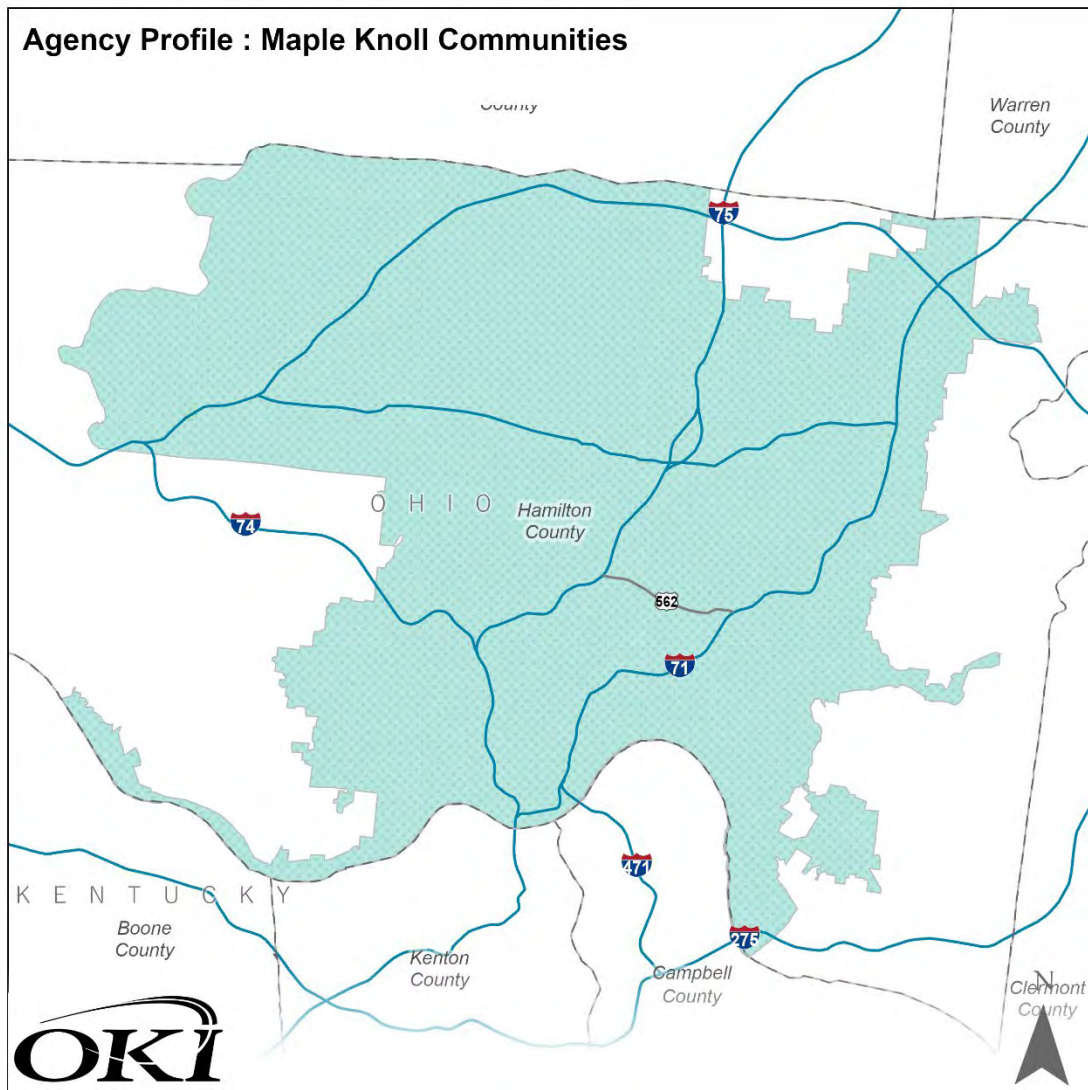 Agency Profile : Maple Knoll Communities
County
Warren
County
75
OHIO
Hamilton
County
74
562
71
471
KENTUCKY
Boone
County
275
Kenton
County
Campbell
County
N
Clermont
County
OKI